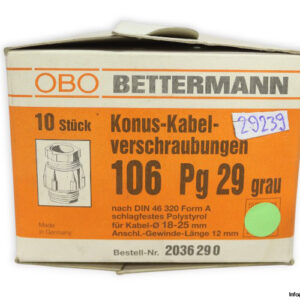 OBO BETTERMANN
10 Stück
Konus-Kabel-
verschraubungen
29239
106 Pg 29 grau
nach DIN 46 320 Form A
schlagfestes Polystyrol
für Kabel-Ø 18-25 mm
Anschl.-Gewinde-Länge 12 mm
Made
in Germany
Bestell-Nr. 2036 29 0